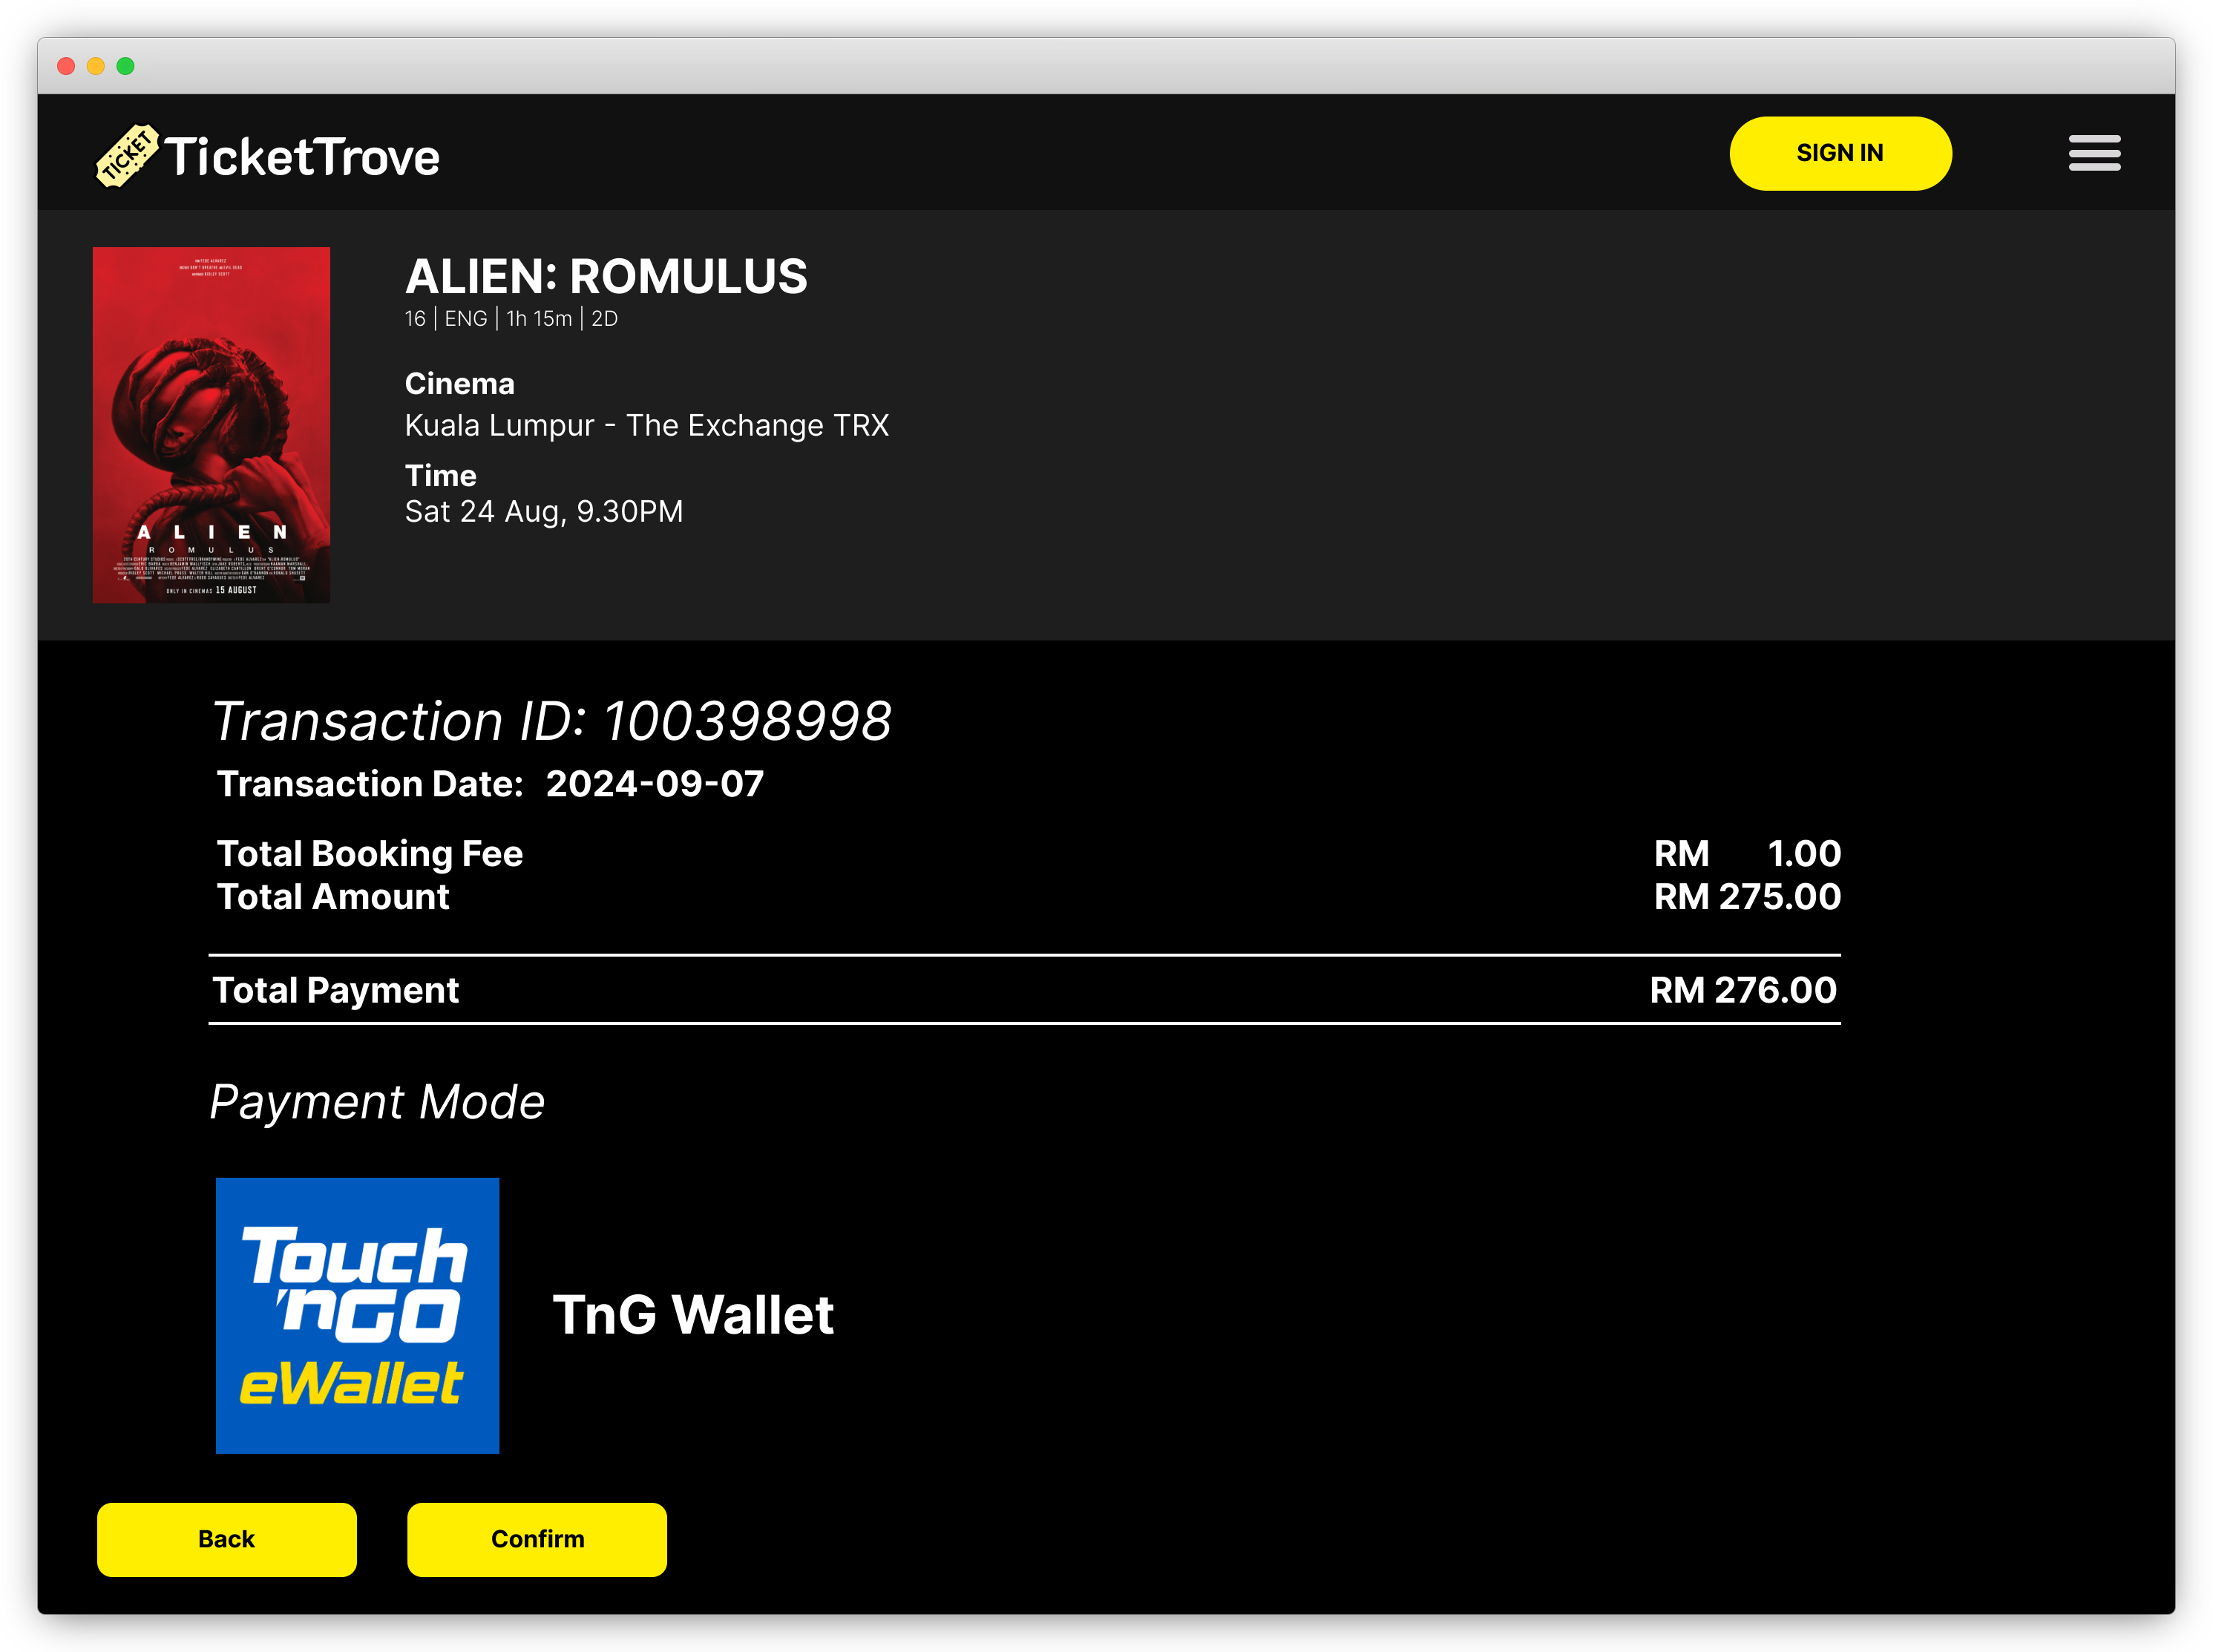 TICKET
TicketTrove
SIGN IN
ALIEN: ROMULUS
16 | ENG | 1h 15m | 2D
Cinema
Kuala Lumpur - The Exchange TRX
Time
Sat 24 Aug, 9.30PM
ALIEN
ROMULUS
ONLY IN CINEMAS 15 AUGUST
Transaction ID: 100398998
Transaction Date: 2024-09-07
Total Booking Fee RM 1.00
Total Amount RM 275.00
Total Payment RM 276.00
Payment Mode
Touch
'nGO
eWallet
TnG Wallet
Back Confirm